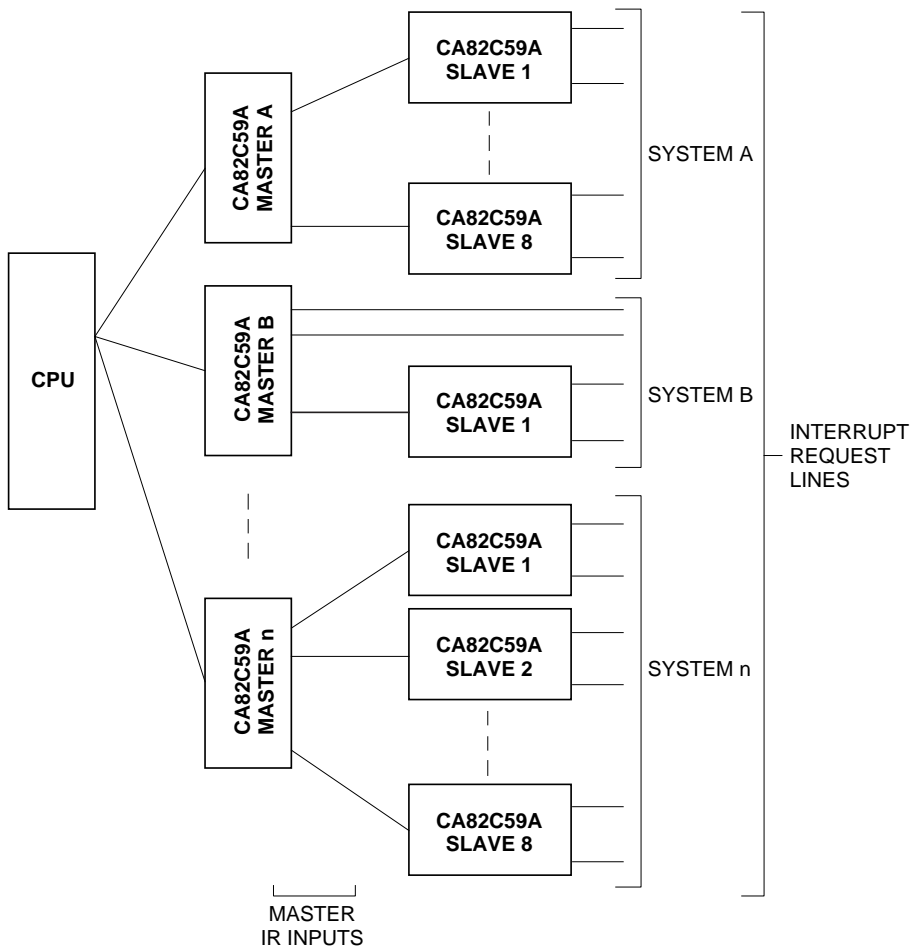 CPU
CA82C59A
MASTER A
CA82C59A
SLAVE 1
CA82C59A
SLAVE 8
SYSTEM A
CA82C59A
MASTER B
CA82C59A
SLAVE 1
SYSTEM B
CA82C59A
MASTER n
CA82C59A
SLAVE 1
CA82C59A
SLAVE 2
CA82C59A
SLAVE 8
SYSTEM n
INTERRUPT
REQUEST
LINES
MASTER
IR INPUTS